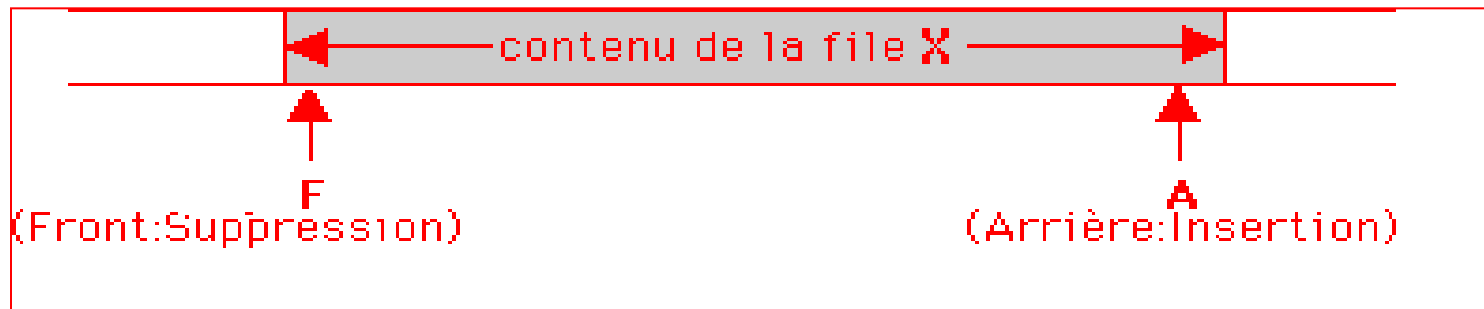 contenu de la file X
F
(Front:Suppression)
A
(Arrière:Insertion)